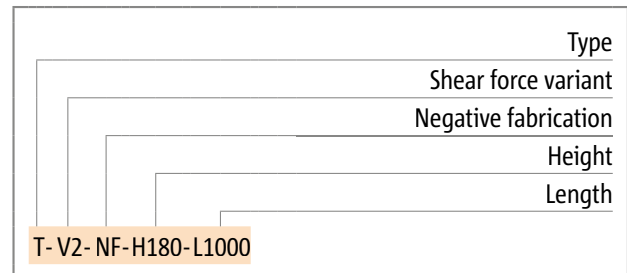 Type
Shear force variant
Negative fabrication
Height
Length
T- V2- NF-H180-L1000